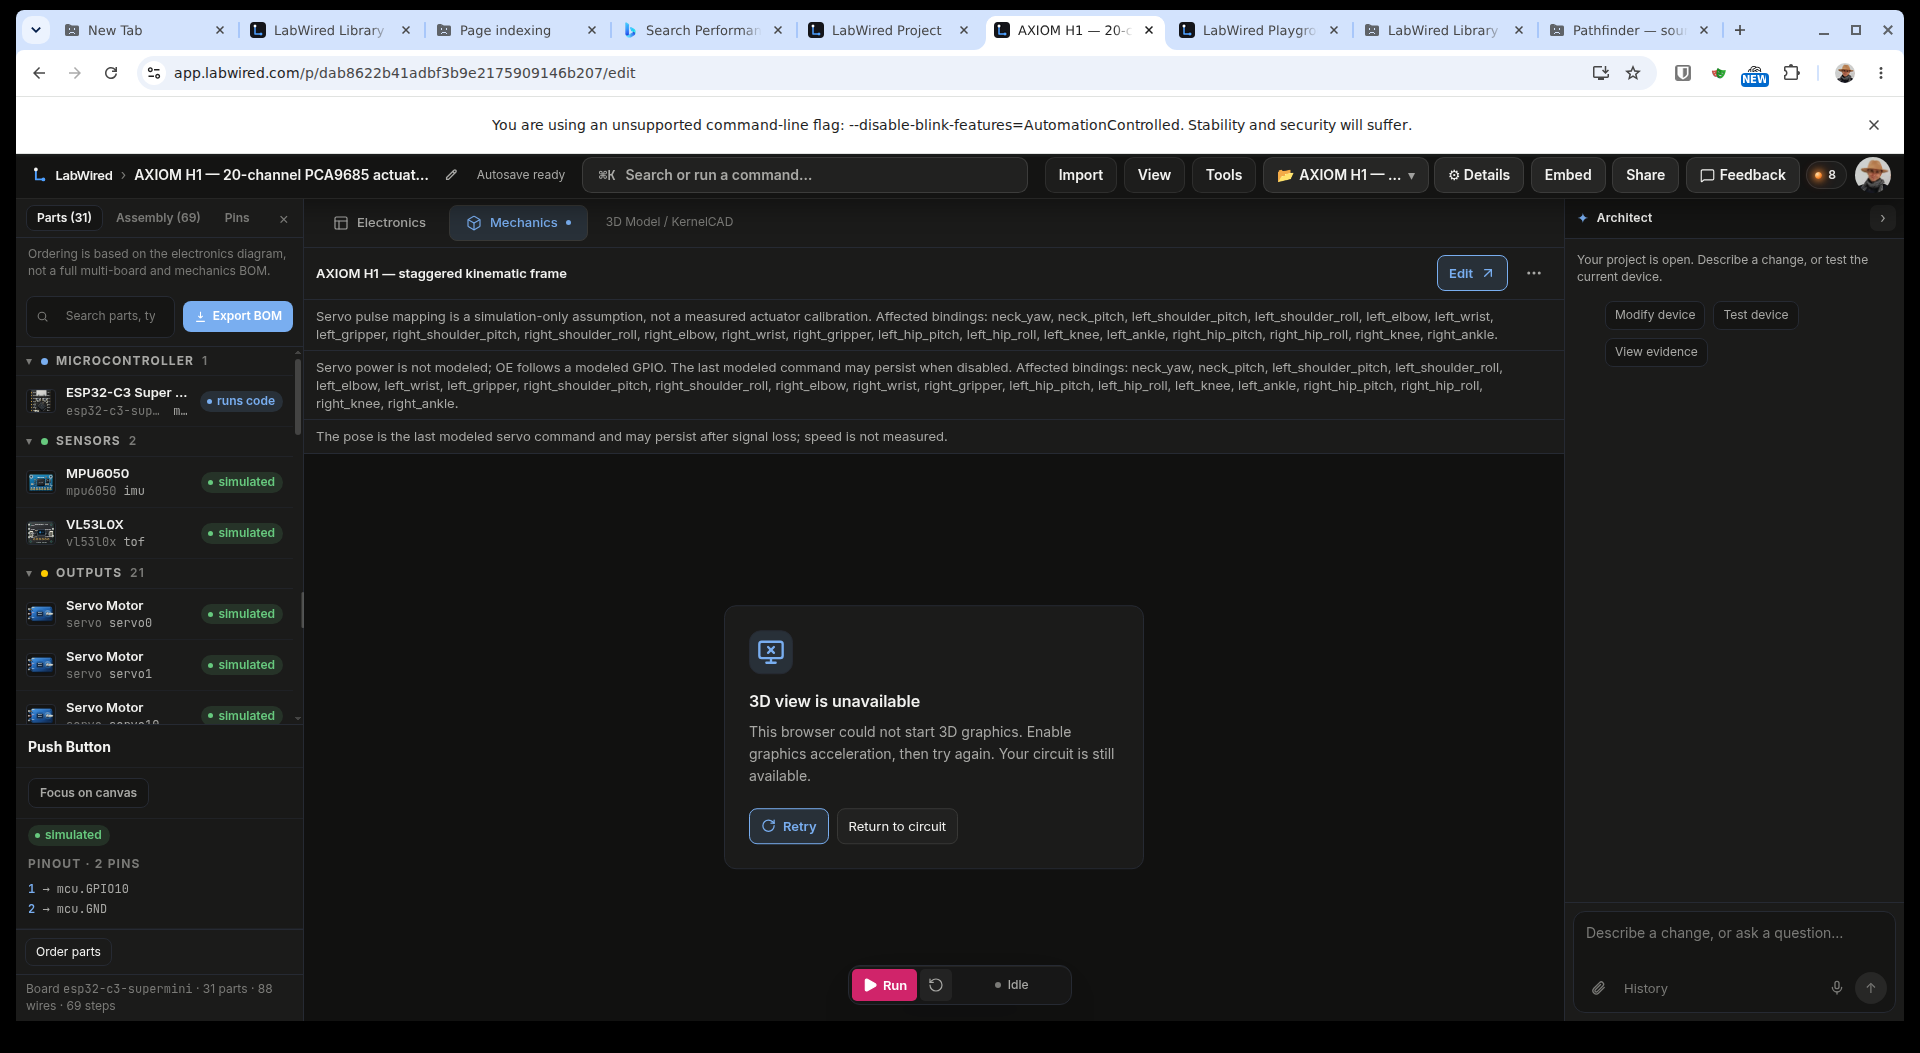 New Tab
LabWired Library
Page indexing
Search Performan
LabWired Project
AXIOM H1 — 20-c
LabWired Playgro
LabWired Library
Pathfinder — sou
app.labwired.com/p/dab8622b41adbf3b9e2175909146b207/edit
NEW
You are using an unsupported command-line flag: --disable-blink-features=AutomationControlled. Stability and security will suffer.
LabWired › AXIOM H1 — 20-channel PCA9685 actuat...
Autosave ready
⌘K Search or run a command...
Import
View
Tools
AXIOM H1 — ...
Details
Embed
Share
Feedback
8
Parts (31)
Assembly (69)
Pins
Ordering is based on the electronics diagram,
not a full multi-board and mechanics BOM.
Search parts, ty
Export BOM
MICROCONTROLLER 1
ESP32-C3 Super ...
esp32-c3-sup… m…
runs code
SENSORS 2
MPU6050
mpu6050 imu
simulated
VL53L0X
vl53l0x tof
simulated
OUTPUTS 21
Servo Motor
servo servo0
simulated
Servo Motor
servo servo1
simulated
Servo Motor
servo servo10
simulated
Push Button
Focus on canvas
simulated
PINOUT · 2 PINS
1 → mcu.GPIO10
2 → mcu.GND
Order parts
Board esp32-c3-supermini · 31 parts · 88
wires · 69 steps
Electronics
Mechanics
3D Model / KernelCAD
AXIOM H1 — staggered kinematic frame
Edit
Servo pulse mapping is a simulation-only assumption, not a measured actuator calibration. Affected bindings: neck_yaw, neck_pitch, left_shoulder_pitch, left_shoulder_roll, left_elbow, left_wrist,
left_gripper, right_shoulder_pitch, right_shoulder_roll, right_elbow, right_wrist, right_gripper, left_hip_pitch, left_hip_roll, left_knee, left_ankle, right_hip_pitch, right_hip_roll, right_knee, right_ankle.
Servo power is not modeled; OE follows a modeled GPIO. The last modeled command may persist when disabled. Affected bindings: neck_yaw, neck_pitch, left_shoulder_pitch, left_shoulder_roll,
left_elbow, left_wrist, left_gripper, right_shoulder_pitch, right_shoulder_roll, right_elbow, right_wrist, right_gripper, left_hip_pitch, left_hip_roll, left_knee, left_ankle, right_hip_pitch, right_hip_roll,
right_knee, right_ankle.
The pose is the last modeled servo command and may persist after signal loss; speed is not measured.
3D view is unavailable
This browser could not start 3D graphics. Enable
graphics acceleration, then try again. Your circuit is still
available.
Retry
Return to circuit
Run
Idle
Architect
Your project is open. Describe a change, or test the
current device.
Modify device
Test device
View evidence
Describe a change, or ask a question...
History